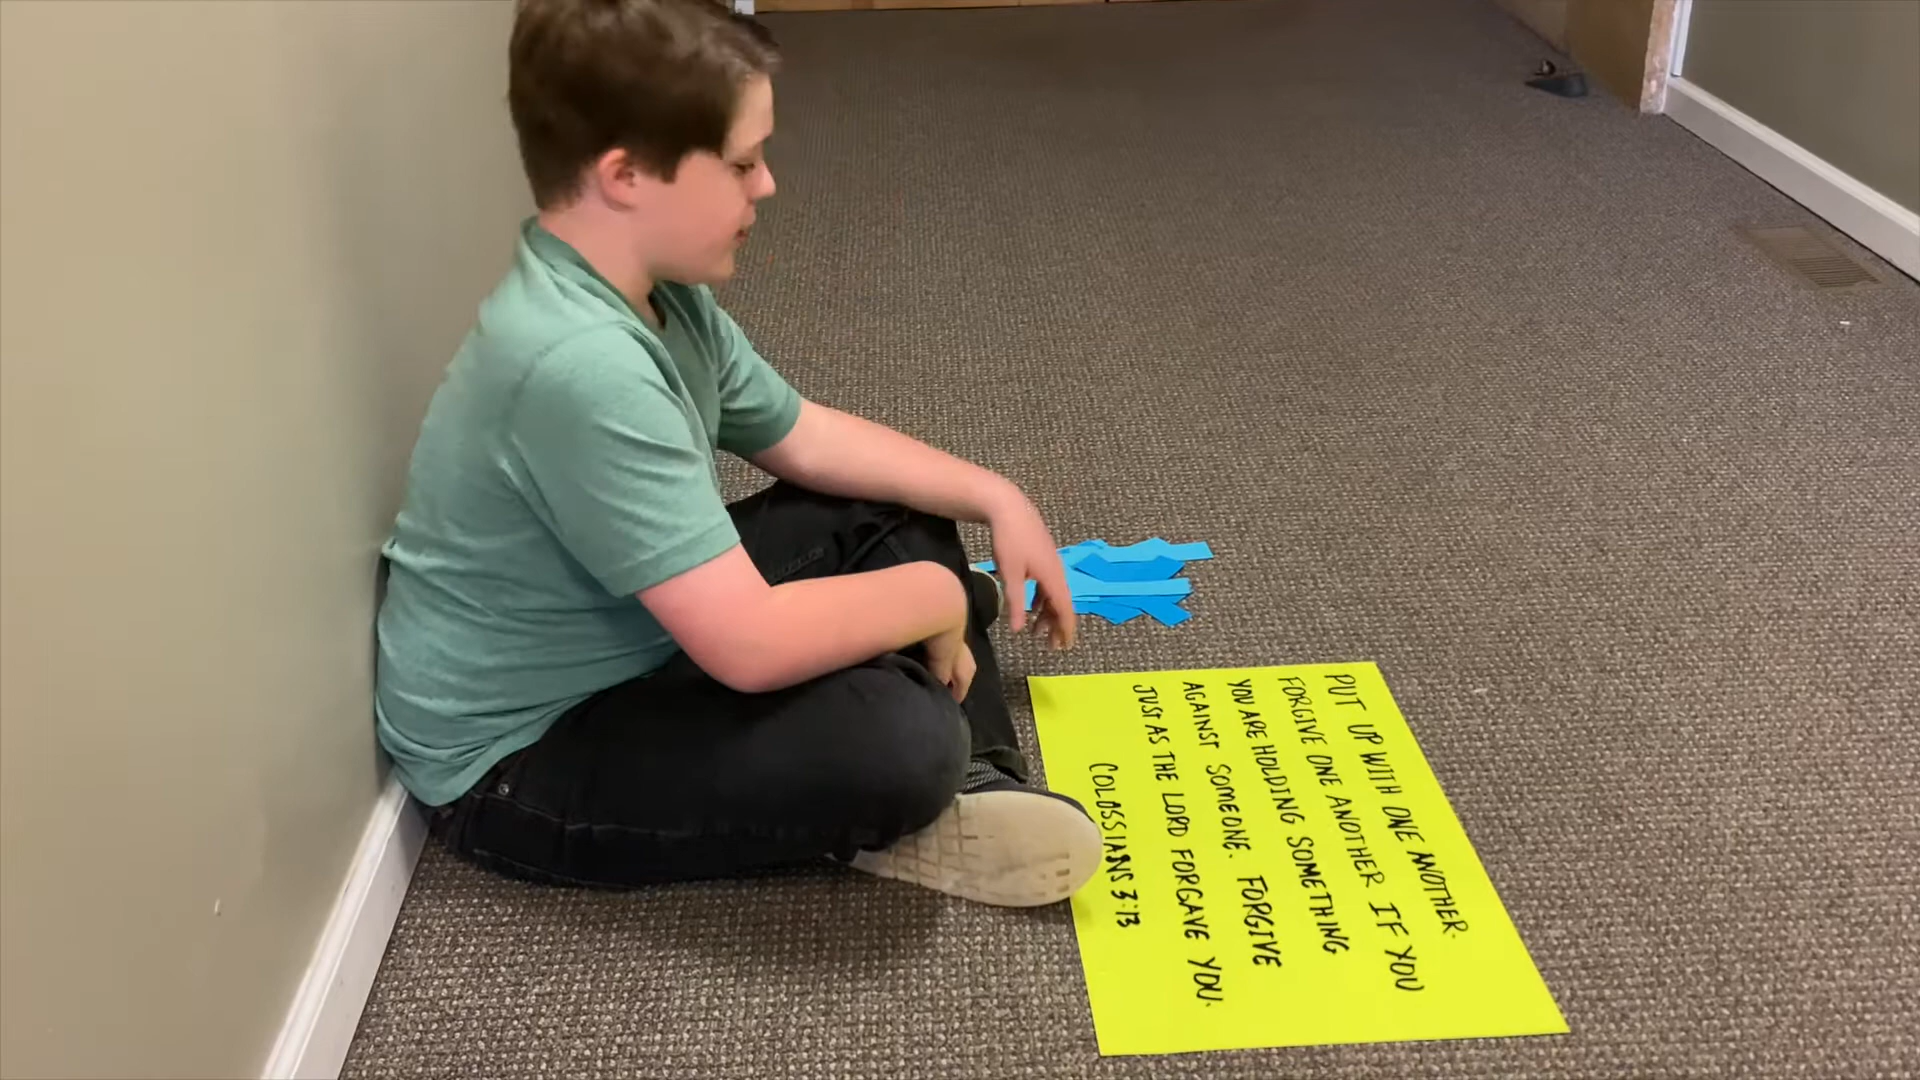 PUT UP WITH ONE ANOTHER.
FORGIVE ONE ANOTHER IF YOU
YOU ARE HOLDING SOMETHING
AGAINST SOMEONE. FORGIVE
JUST AS THE LORD FORGAVE YOU.
COLOSSIANS 3:13